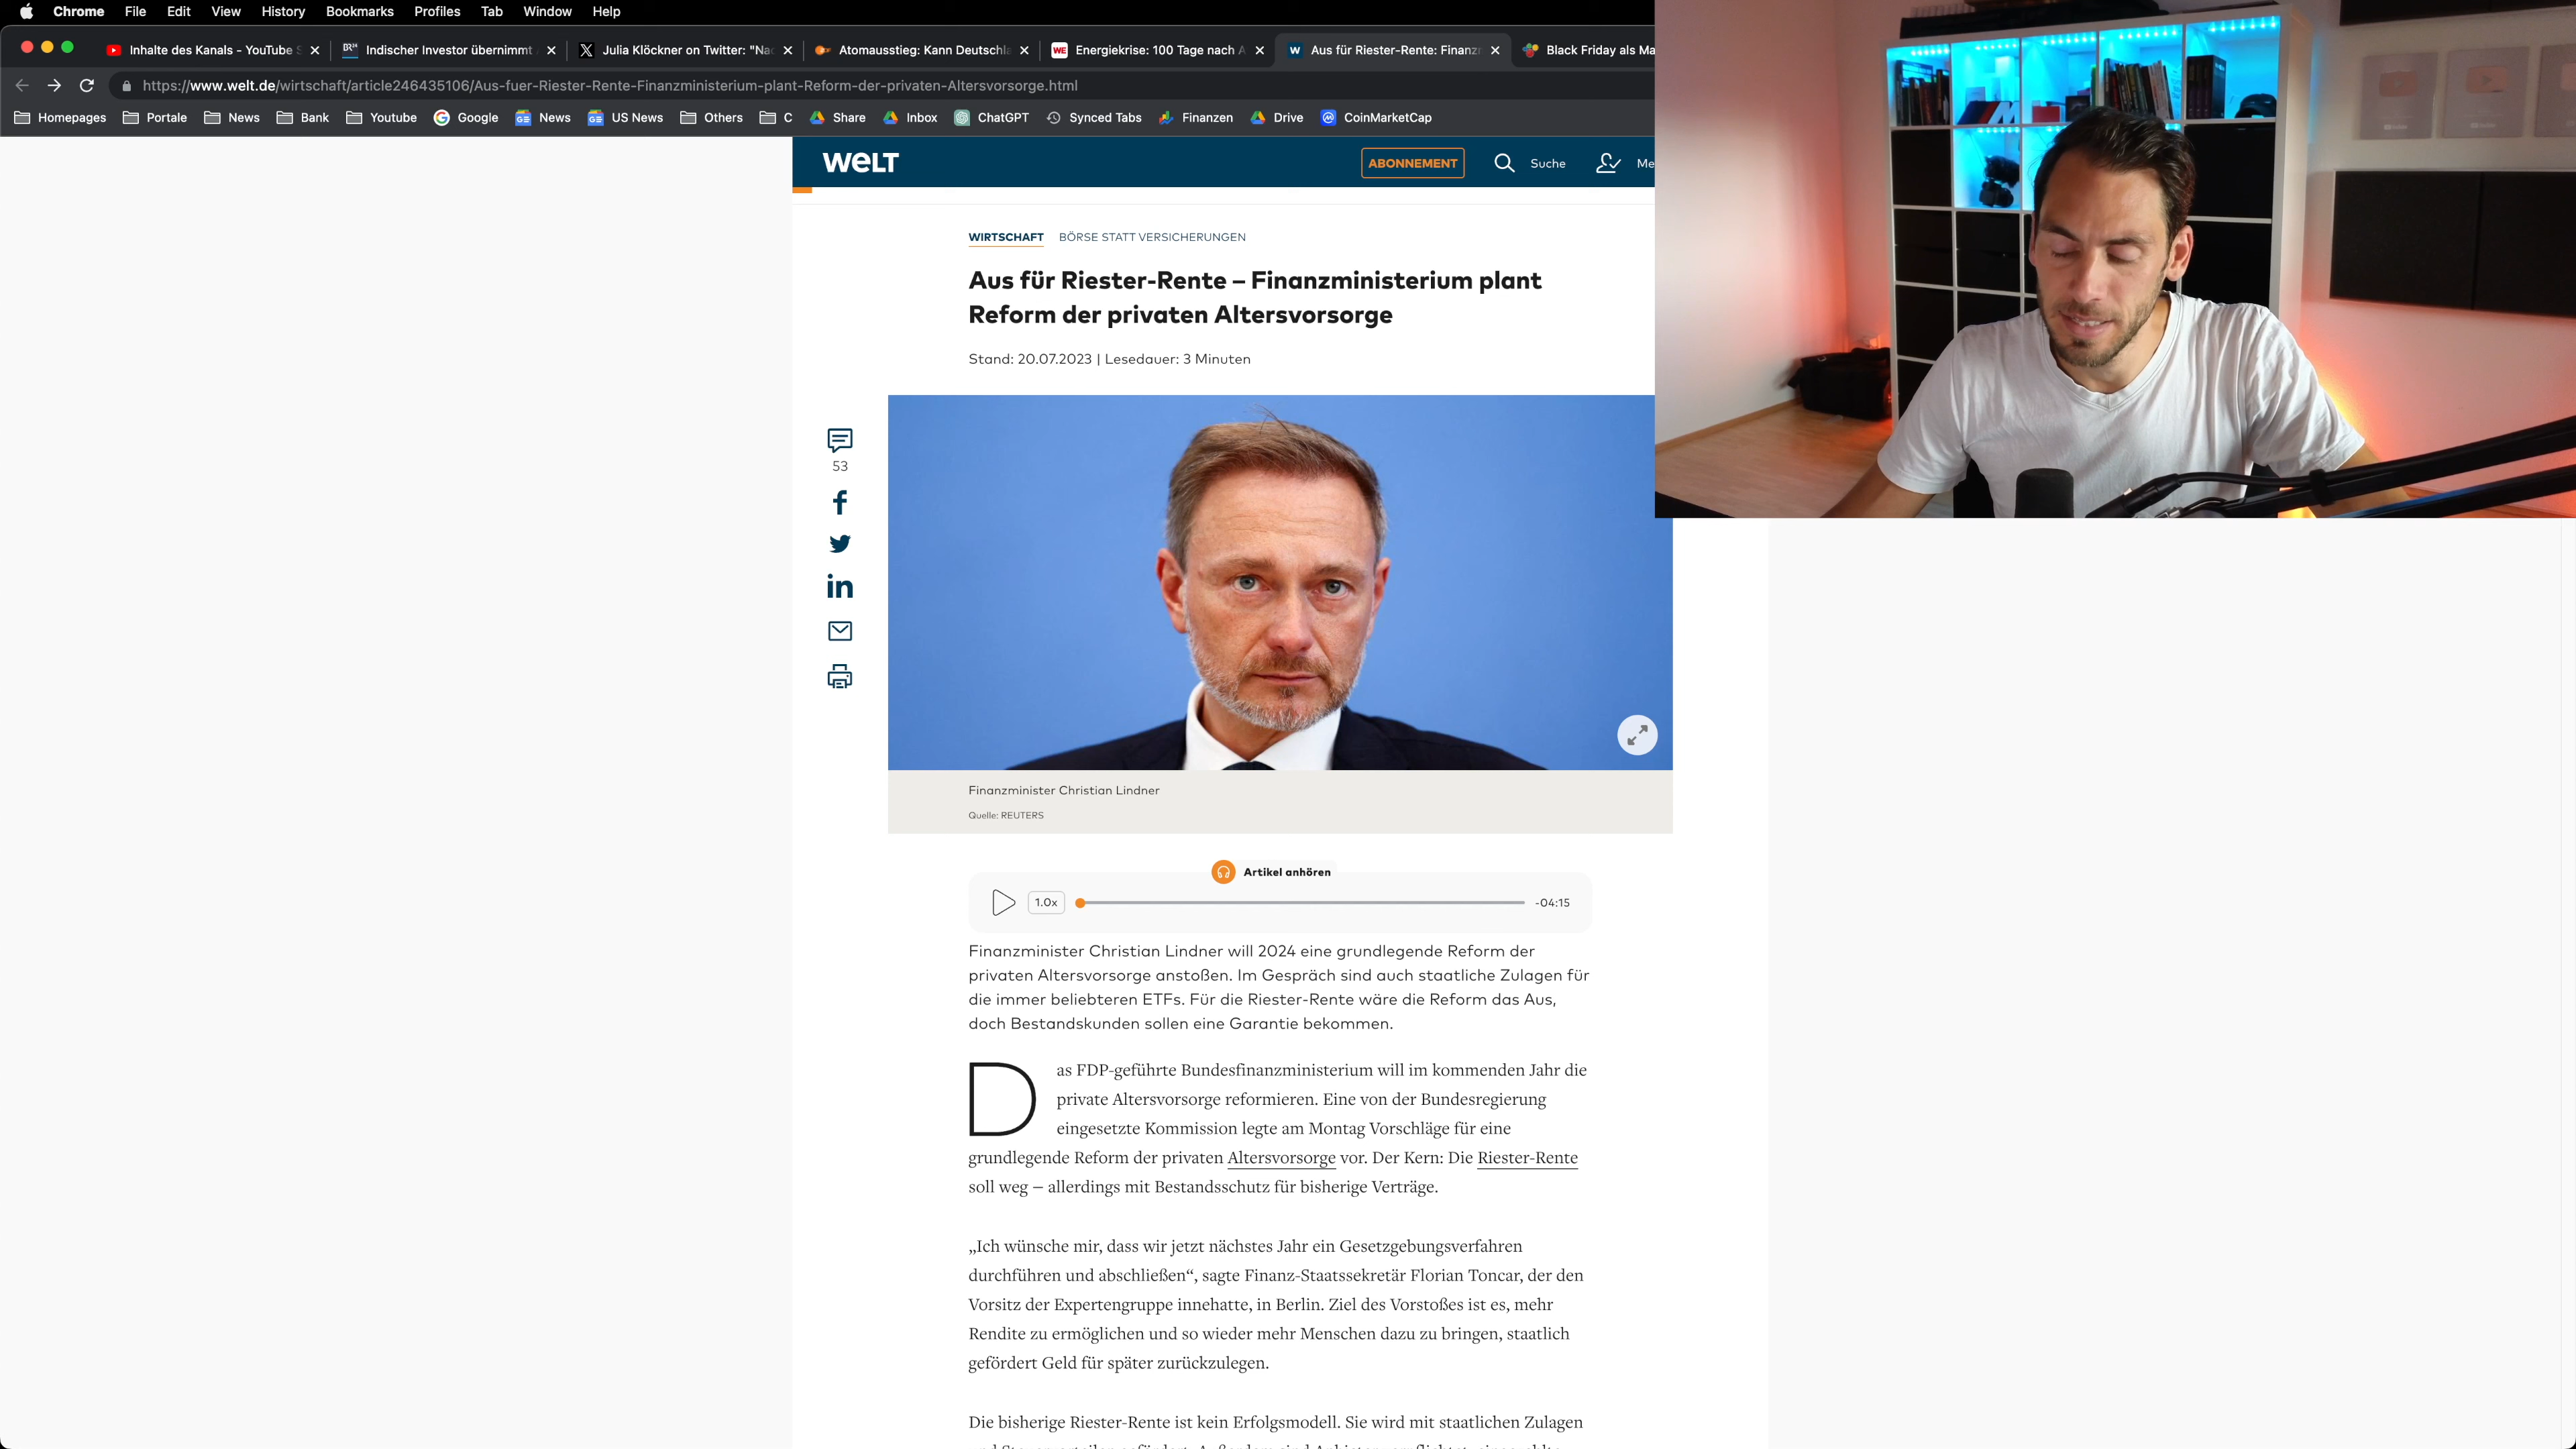 Chrome File Edit View History Bookmarks Profiles Tab Window Help
Inhalte des Kanals - YouTube S
Indischer Investor übernimmt
Julia Klöckner on Twitter: "Nac
Atomausstieg: Kann Deutschla
Energiekrise: 100 Tage nach A
Aus für Riester-Rente: Finanzr
Black Friday als Ma
https://www.welt.de/wirtschaft/article246435106/Aus-fuer-Riester-Rente-Finanzministerium-plant-Reform-der-privaten-Altersvorsorge.html
Homepages Portale News Bank Youtube Google News US News Others C Share Inbox ChatGPT Synced Tabs Finanzen Drive CoinMarketCap
WELT
ABONNEMENT Suche Me
WIRTSCHAFT BÖRSE STATT VERSICHERUNGEN
Aus für Riester-Rente – Finanzministerium plant
Reform der privaten Altersvorsorge
Stand: 20.07.2023 | Lesedauer: 3 Minuten
53
Finanzminister Christian Lindner
Quelle: REUTERS
Artikel anhören
1.0x
-04:15
Finanzminister Christian Lindner will 2024 eine grundlegende Reform der
privaten Altersvorsorge anstoßen. Im Gespräch sind auch staatliche Zulagen für
die immer beliebteren ETFs. Für die Riester-Rente wäre die Reform das Aus,
doch Bestandskunden sollen eine Garantie bekommen.
Das FDP-geführte Bundesfinanzministerium will im kommenden Jahr die
private Altersvorsorge reformieren. Eine von der Bundesregierung
eingesetzte Kommission legte am Montag Vorschläge für eine
grundlegende Reform der privaten Altersvorsorge vor. Der Kern: Die Riester-Rente
soll weg – allerdings mit Bestandsschutz für bisherige Verträge.
„Ich wünsche mir, dass wir jetzt nächstes Jahr ein Gesetzgebungsverfahren
durchführen und abschließen“, sagte Finanz-Staatssekretär Florian Toncar, der den
Vorsitz der Expertengruppe innehatte, in Berlin. Ziel des Vorstoßes ist es, mehr
Rendite zu ermöglichen und so wieder mehr Menschen dazu zu bringen, staatlich
gefördert Geld für später zurückzulegen.
Die bisherige Riester-Rente ist kein Erfolgsmodell. Sie wird mit staatlichen Zulagen